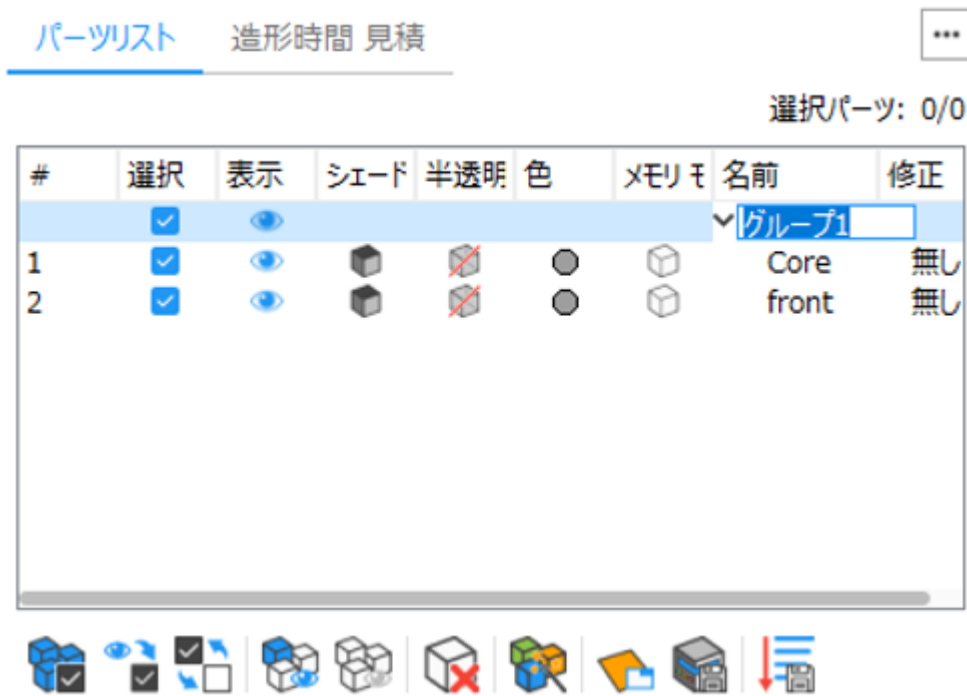 パーツリスト 造形時間 見積 ...
選択パーツ: 0/0
# 選択 表示 シェード 半透明 色 メモリ モ 名前 修正
グループ1
1 Core 無し
2 front 無し